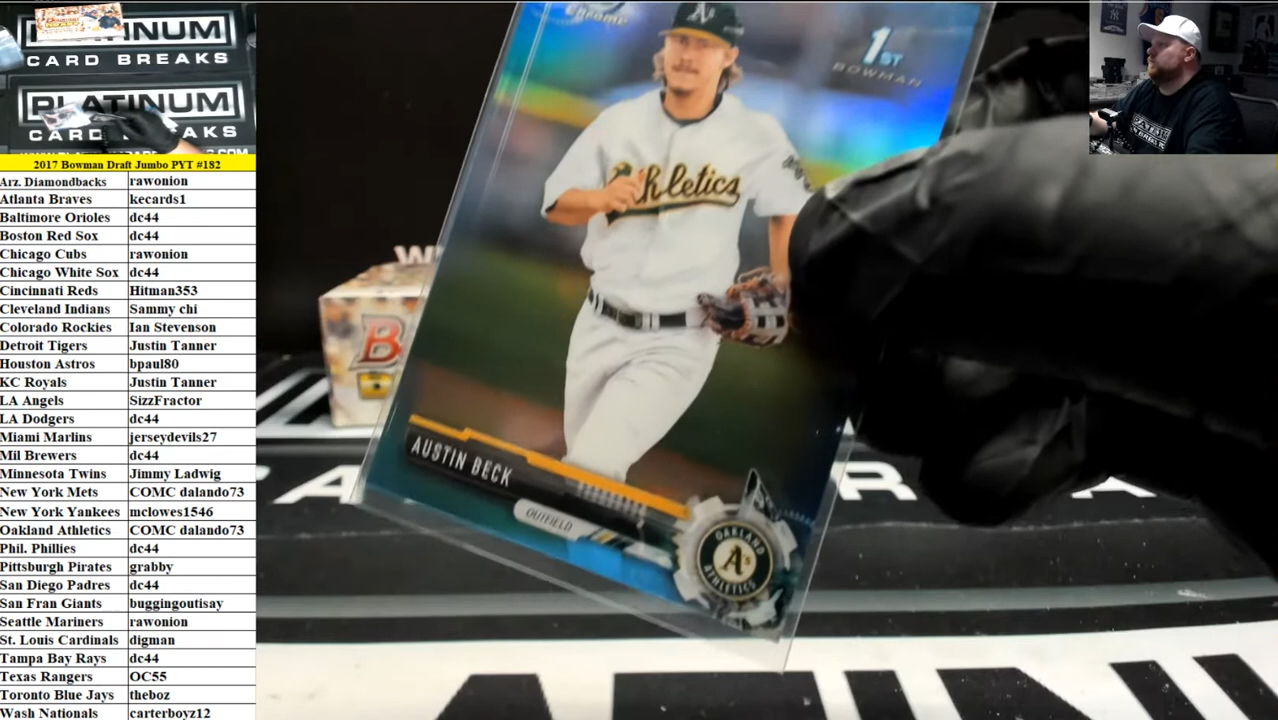 PLATINUM
CARD BREAKS
PLATINUM
CARD BREAKS
2017 Bowman Draft Jumbo PYT #182
Arz. Diamondbacks rawonion
Atlanta Braves kecards1
Baltimore Orioles dc44
Boston Red Sox dc44
Chicago Cubs rawonion
Chicago White Sox dc44
Cincinnati Reds Hitman353
Cleveland Indians Sammy chi
Colorado Rockies Ian Stevenson
Detroit Tigers Justin Tanner
Houston Astros bpaul80
KC Royals Justin Tanner
LA Angels SizzFractor
LA Dodgers dc44
Miami Marlins jerseydevils27
Mil Brewers dc44
Minnesota Twins Jimmy Ladwig
New York Mets COMC dalando73
New York Yankees mclowes1546
Oakland Athletics COMC dalando73
Phil. Phillies dc44
Pittsburgh Pirates grabby
San Diego Padres dc44
San Fran Giants buggingoutisay
Seattle Mariners rawonion
St. Louis Cardinals digman
Tampa Bay Rays dc44
Texas Rangers OC55
Toronto Blue Jays theboz
Wash Nationals carterboyz12
Chrome
A's
1ST
BOWMAN
Athletics
AUSTIN BECK
OUTFIELD
OAKLAND
A's
ATHLETICS